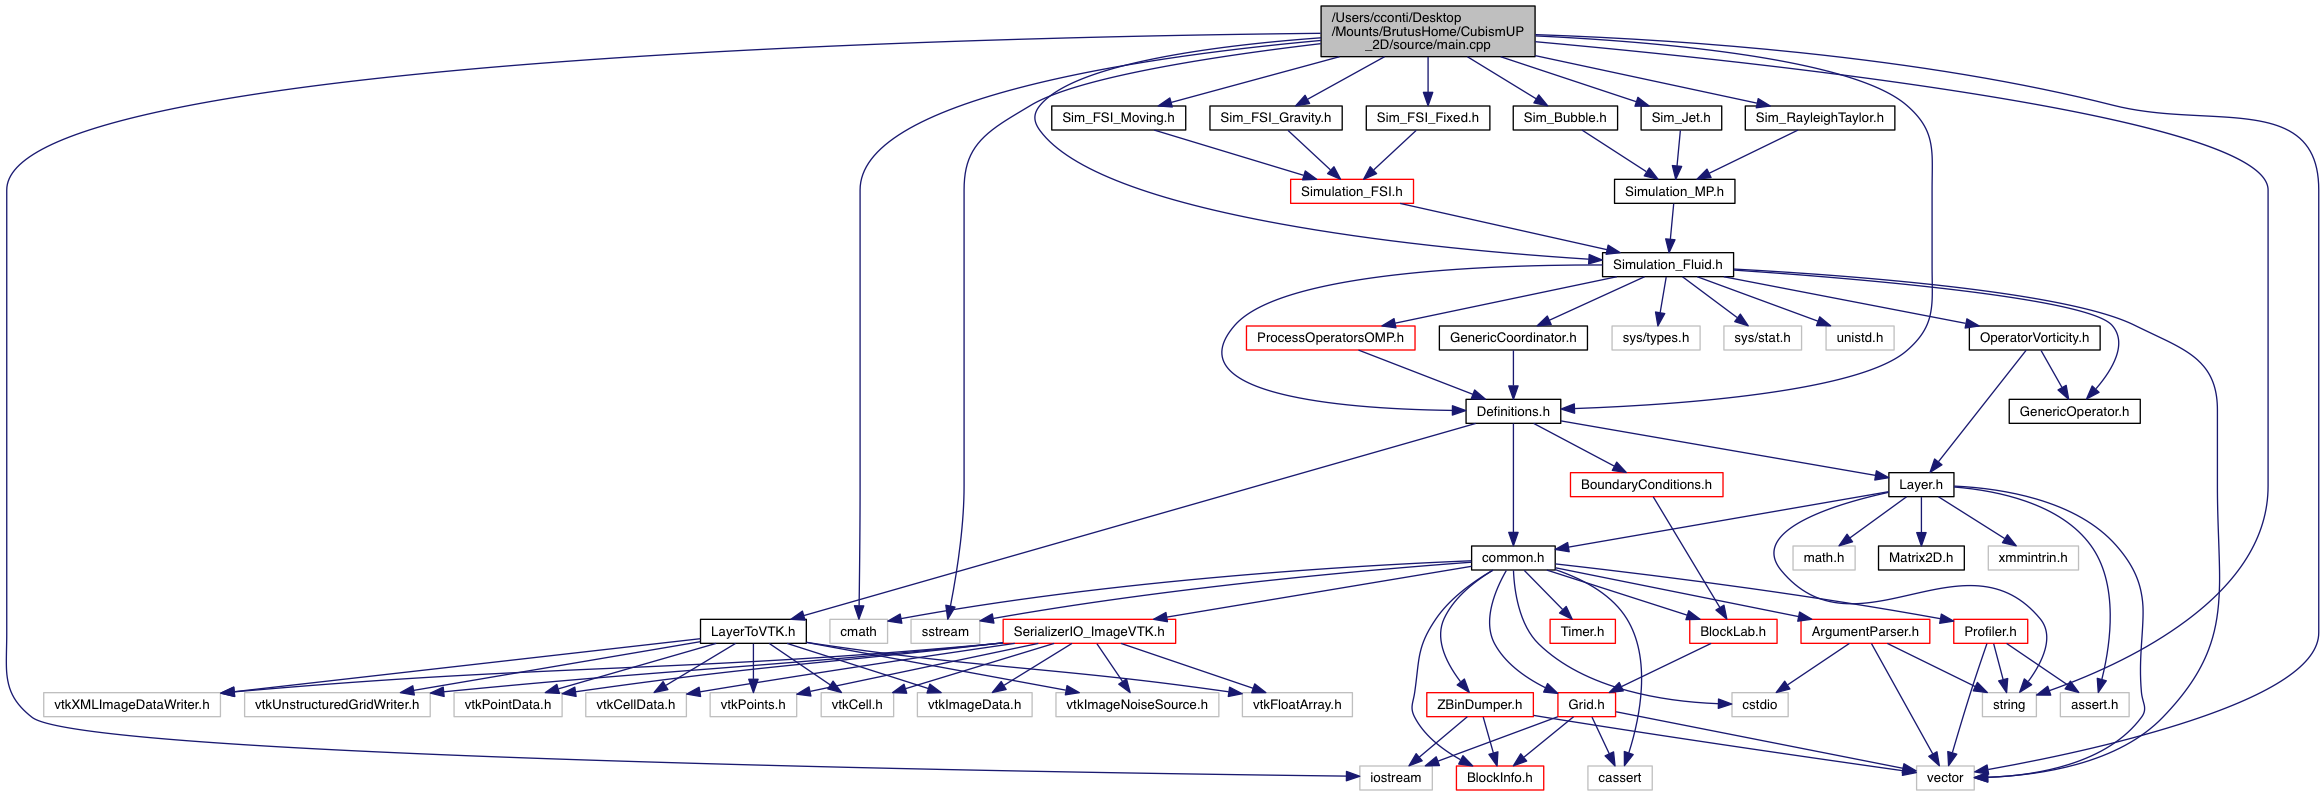 /Users/cconti/Desktop
/Mounts/BrutusHome/CubismUP
_2D/source/main.cpp
Sim_FSI_Moving.h
Sim_FSI_Gravity.h
Sim_FSI_Fixed.h
Sim_Bubble.h
Sim_Jet.h
Sim_RayleighTaylor.h
Simulation_FSI.h
Simulation_MP.h
Simulation_Fluid.h
ProcessOperatorsOMP.h
GenericCoordinator.h
sys/types.h
sys/stat.h
unistd.h
OperatorVorticity.h
Definitions.h
GenericOperator.h
BoundaryConditions.h
Layer.h
common.h
math.h
Matrix2D.h
xmmintrin.h
LayerToVTK.h
cmath
sstream
SerializerIO_ImageVTK.h
Timer.h
BlockLab.h
ArgumentParser.h
Profiler.h
vtkXMLImageDataWriter.h
vtkUnstructuredGridWriter.h
vtkPointData.h
vtkCellData.h
vtkPoints.h
vtkCell.h
vtkImageData.h
vtkImageNoiseSource.h
vtkFloatArray.h
ZBinDumper.h
Grid.h
cstdio
string
assert.h
iostream
BlockInfo.h
cassert
vector